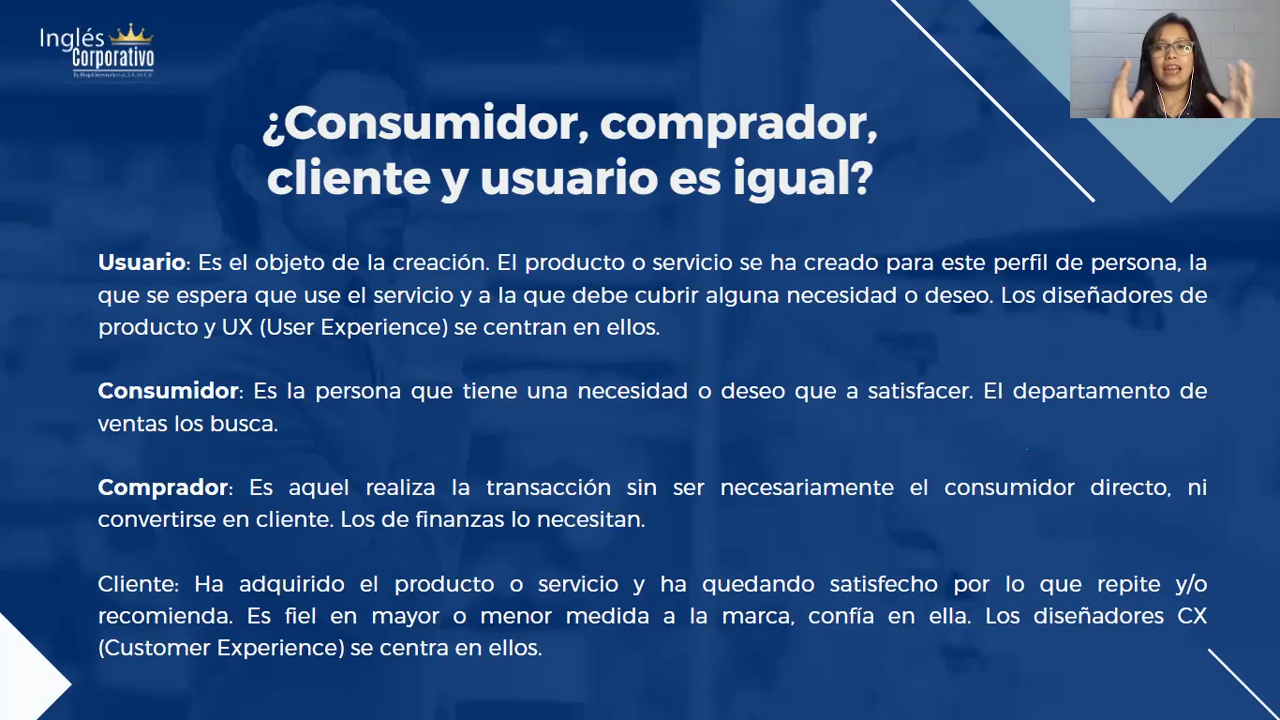 Inglés
Corporativo
¿Consumidor, comprador,
cliente y usuario es igual?
Usuario: Es el objeto de la creación. El producto o servicio se ha creado para este perfil de persona, la
que se espera que use el servicio y a la que debe cubrir alguna necesidad o deseo. Los diseñadores de
producto y UX (User Experience) se centran en ellos.
Consumidor: Es la persona que tiene una necesidad o deseo que a satisfacer. El departamento de
ventas los busca.
Comprador: Es aquel realiza la transacción sin ser necesariamente el consumidor directo, ni
convertirse en cliente. Los de finanzas lo necesitan.
Cliente: Ha adquirido el producto o servicio y ha quedando satisfecho por lo que repite y/o
recomienda. Es fiel en mayor o menor medida a la marca, confía en ella. Los diseñadores CX
(Customer Experience) se centra en ellos.